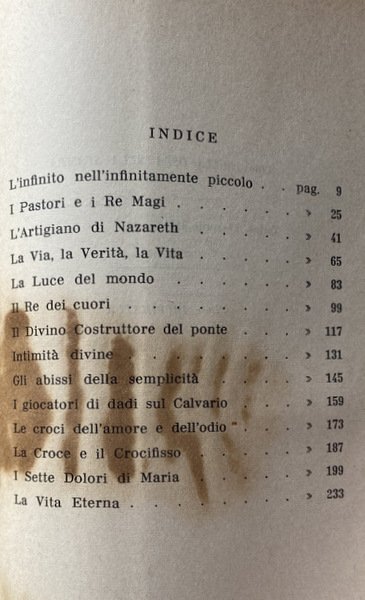 INDICE
L'infinito nell'infinitamente piccolo . . pag. 9
I Pastori e i Re Magi . . . . . . » 25
L'Artigiano di Nazareth . . . . . » 41
La Via, la Verità, la Vita . . . . . » 65
La Luce del mondo . . . . . . » 83
Il Re dei cuori . . . . . . . . » 99
Il Divino Costruttore del ponte . . . » 117
Intimità divine . . . . . . . . » 131
Gli abissi della semplicità . . . . » 145
I giocatori di dadi sul Calvario . . . » 159
Le croci dell'amore e dell'odio . . . » 173
La Croce e il Crocifisso . . . . . » 187
I Sette Dolori di Maria . . . . . » 199
La Vita Eterna . . . . . . . . » 233